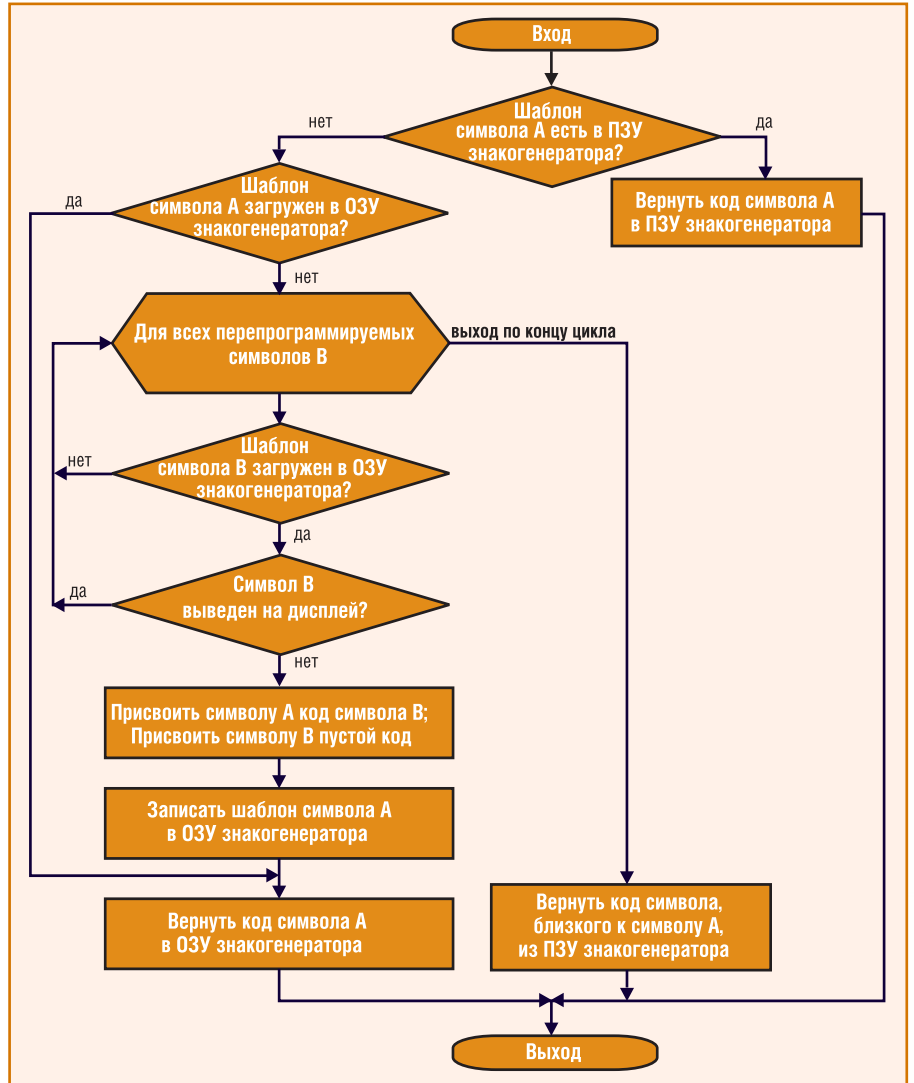 Вход
Шаблон
символа А есть в ПЗУ
знакогенератора?
нет
да
Шаблон
символа А загружен в ОЗУ
знакогенератора?
да
нет
Вернуть код символа А
в ПЗУ знакогенератора
Для всех перепрограммируемых
символов В
выход по концу цикла
Шаблон
символа В загружен в ОЗУ
знакогенератора?
нет
да
Символ В
выведен на дисплей?
да
нет
Присвоить символу А код символа В;
Присвоить символу В пустой код
Записать шаблон символа А
в ОЗУ знакогенератора
Вернуть код символа А
в ОЗУ знакогенератора
Вернуть код символа,
близкого к символу А,
из ПЗУ знакогенератора
Выход